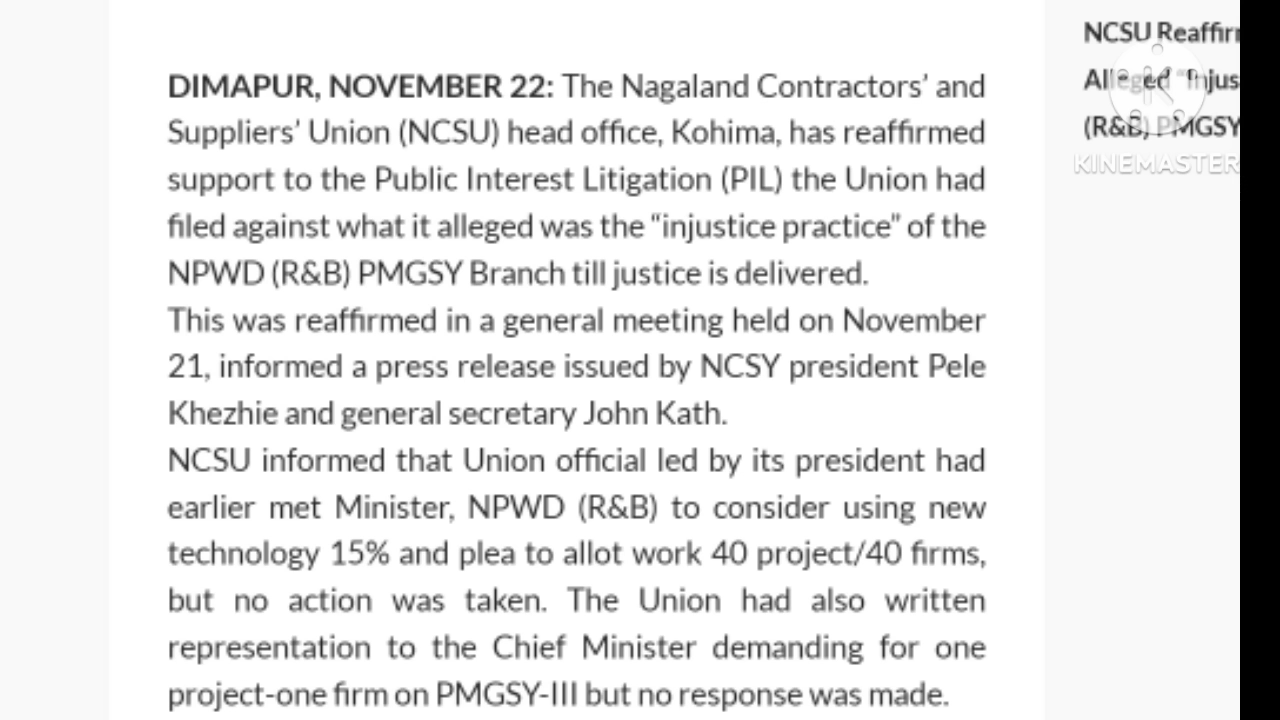 DIMAPUR, NOVEMBER 22: The Nagaland Contractors’ and
Suppliers’ Union (NCSU) head office, Kohima, has reaffirmed
support to the Public Interest Litigation (PIL) the Union had
filed against what it alleged was the “injustice practice” of the
NPWD (R&B) PMGSY Branch till justice is delivered.
This was reaffirmed in a general meeting held on November
21, informed a press release issued by NCSY president Pele
Khezhie and general secretary John Kath.
NCSU informed that Union official led by its president had
earlier met Minister, NPWD (R&B) to consider using new
technology 15% and plea to allot work 40 project/40 firms,
but no action was taken. The Union had also written
representation to the Chief Minister demanding for one
project-one firm on PMGSY-III but no response was made.
NCSU Reaffir
Alleged “Injus
(R&B) PMGSY
KINEMASTER